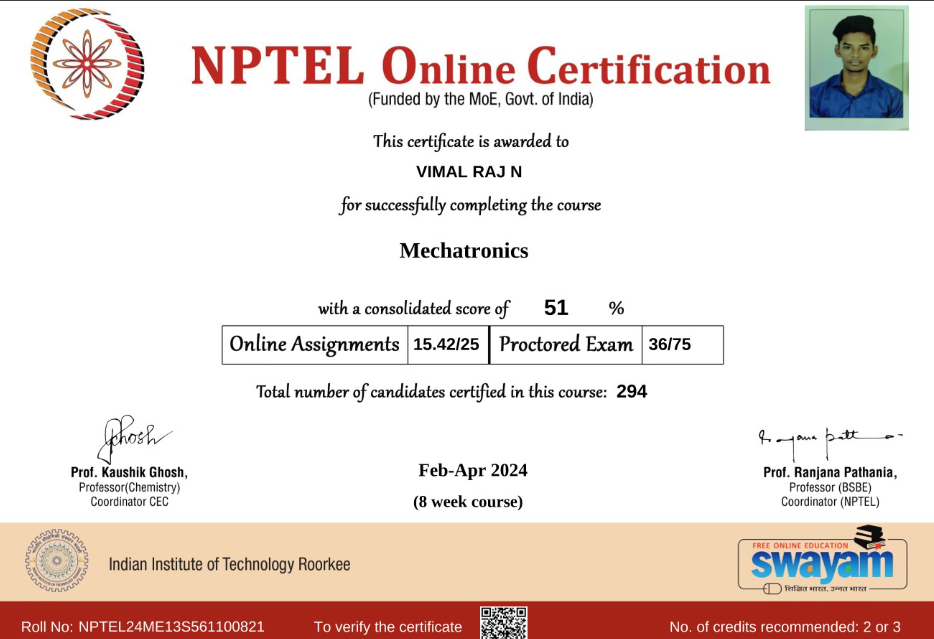 NPTEL Online Certification
(Funded by the MoE, Govt. of India)
This certificate is awarded to
VIMAL RAJ N
for successfully completing the course
Mechatronics
with a consolidated score of 51 %
Online Assignments 15.42/25 Proctored Exam 36/75
Total number of candidates certified in this course: 294
Ghosh
Prof. Kaushik Ghosh,
Professor(Chemistry)
Coordinator CEC
Feb-Apr 2024
(8 week course)
Prof. Ranjana Pathania,
Professor (BSBE)
Coordinator (NPTEL)
Indian Institute of Technology Roorkee
FREE ONLINE EDUCATION
swayam
शिक्षित भारत, उन्नत भारत
Roll No: NPTEL24ME13S561100821
To verify the certificate
No. of credits recommended: 2 or 3